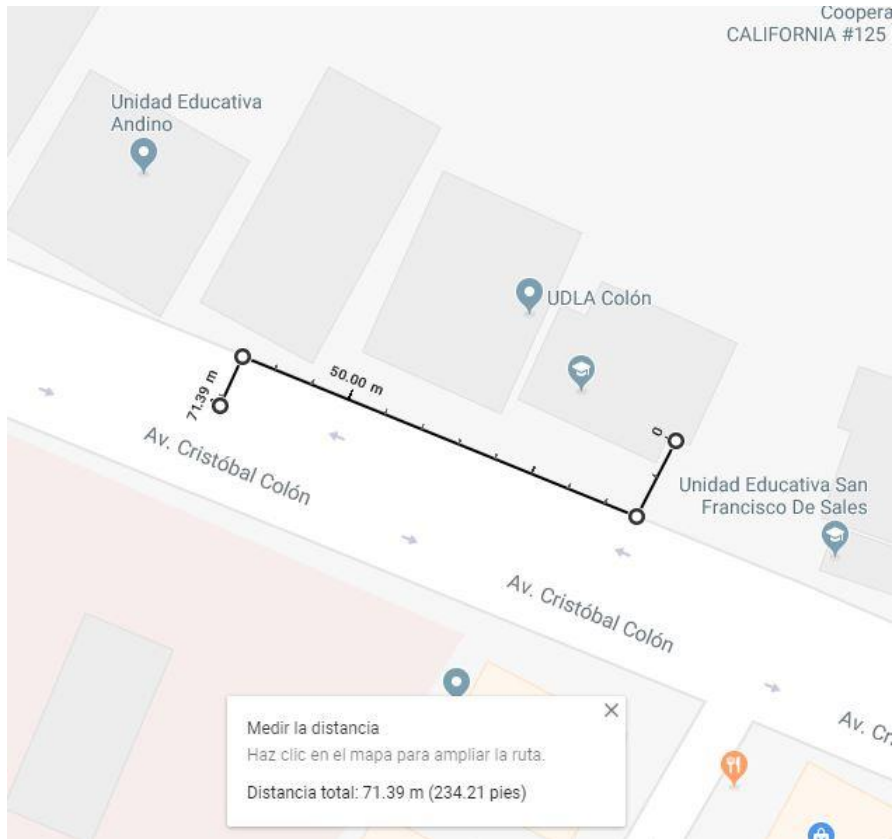 Coopera
CALIFORNIA #125
Unidad Educativa
Andino
UDLA Colón
50.00 m
71.39 m
0
Av. Cristóbal Colón
Unidad Educativa San
Francisco De Sales
Av. Cristóbal Colón
Av. Cr
Medir la distancia
Haz clic en el mapa para ampliar la ruta.
Distancia total: 71.39 m (234.21 pies)